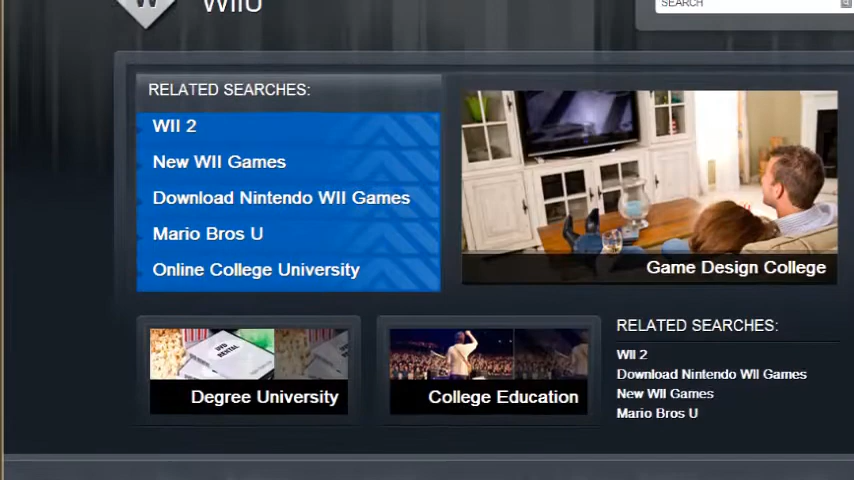 WIIU
SEARCH
RELATED SEARCHES:
WII 2
New WII Games
Download Nintendo WII Games
Mario Bros U
Online College University
Game Design College
DVD
RENTAL
Degree University
College Education
RELATED SEARCHES:
WII 2
Download Nintendo WII Games
New WII Games
Mario Bros U